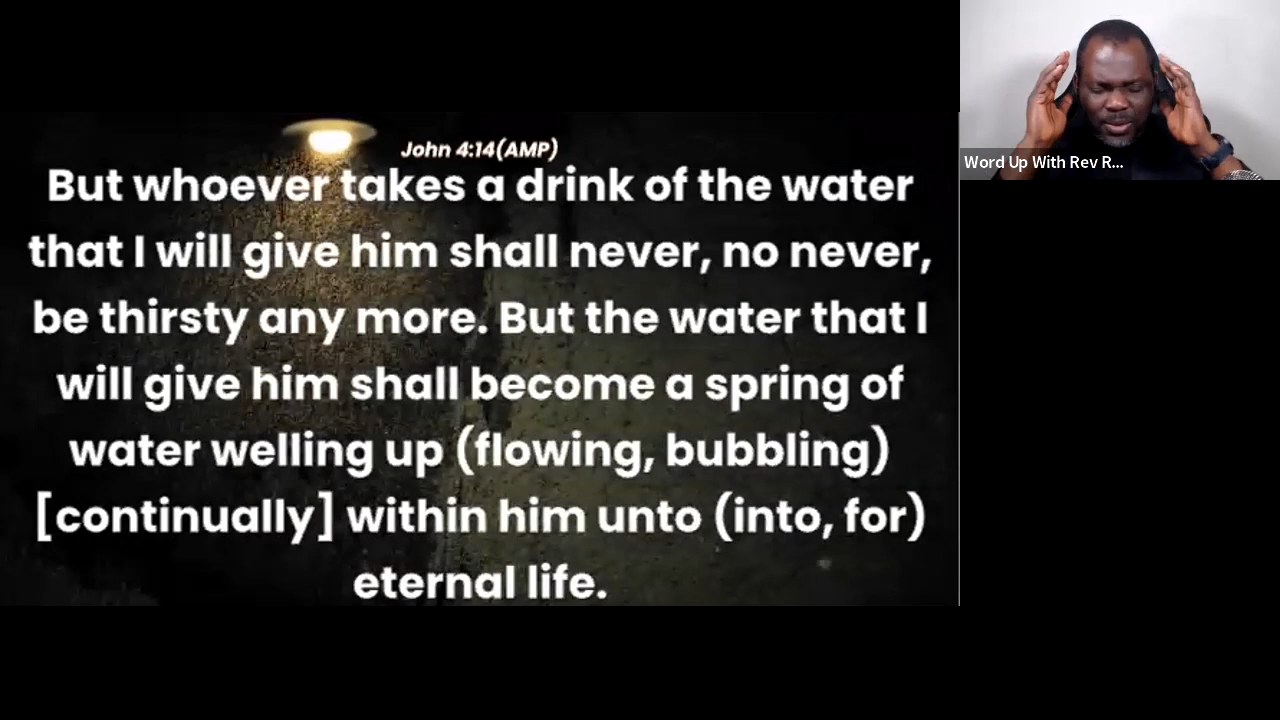 John 4:14(AMP)
But whoever takes a drink of the water
that I will give him shall never, no never,
be thirsty any more. But the water that I
will give him shall become a spring of
water welling up (flowing, bubbling)
[continually] within him unto (into, for)
eternal life.
Word Up With Rev R...